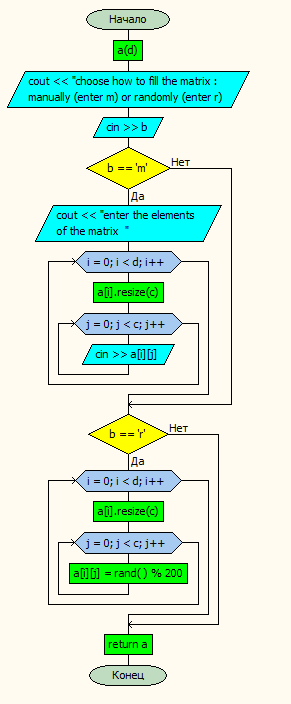 Начало
a(d)
cout << "choose how to fill the matrix :
manually (enter m) or randomly (enter r)
cin >> b
b == 'm'
Нет
Да
cout << "enter the elements
of the matrix "
i = 0; i < d; i++
a[i].resize(c)
j = 0; j < c; j++
cin >> a[i][j]
b == 'r'
Нет
Да
i = 0; i < d; i++
a[i].resize(c)
j = 0; j < c; j++
a[i][j] = rand( ) % 200
return a
Конец